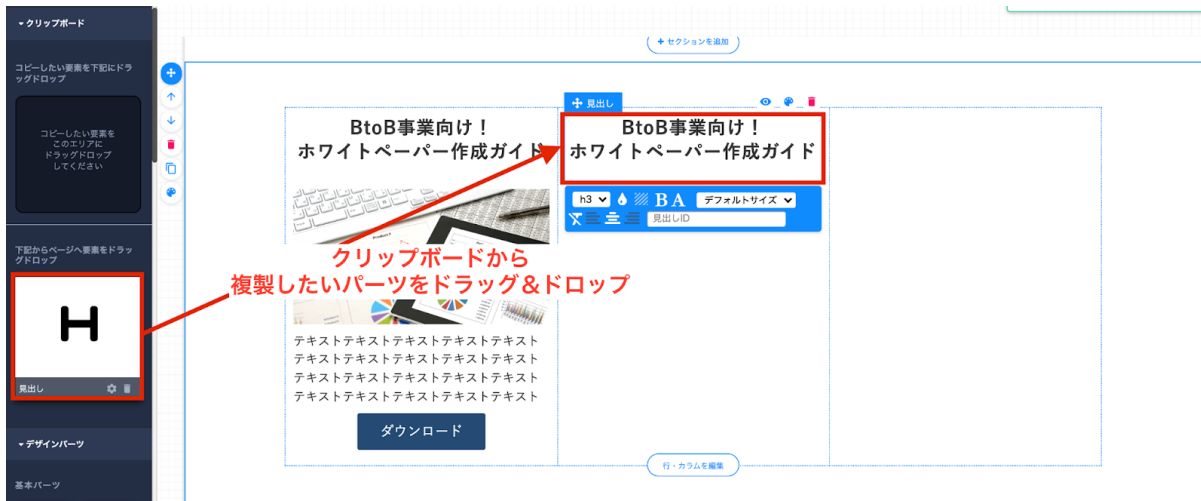 クリップボード
コピーしたい要素を下記にドラ
ッグドロップ
コピーしたい要素を
このエリアに
ドラッグドロップ
してください
下記からページへ要素をドラッ
グドロップ
H
見出し
デザインパーツ
基本パーツ
+ セクションを追加
BtoB事業向け！
ホワイトペーパー作成ガイド
見出し
BtoB事業向け！
ホワイトペーパー作成ガイド
h3 B A デフォルトサイズ
見出しID
クリップボードから
複製したいパーツをドラッグ＆ドロップ
テキストテキストテキストテキストテキスト
テキストテキストテキストテキストテキスト
テキストテキストテキストテキストテキスト
テキストテキストテキストテキストテキスト
ダウンロード
行・カラムを編集